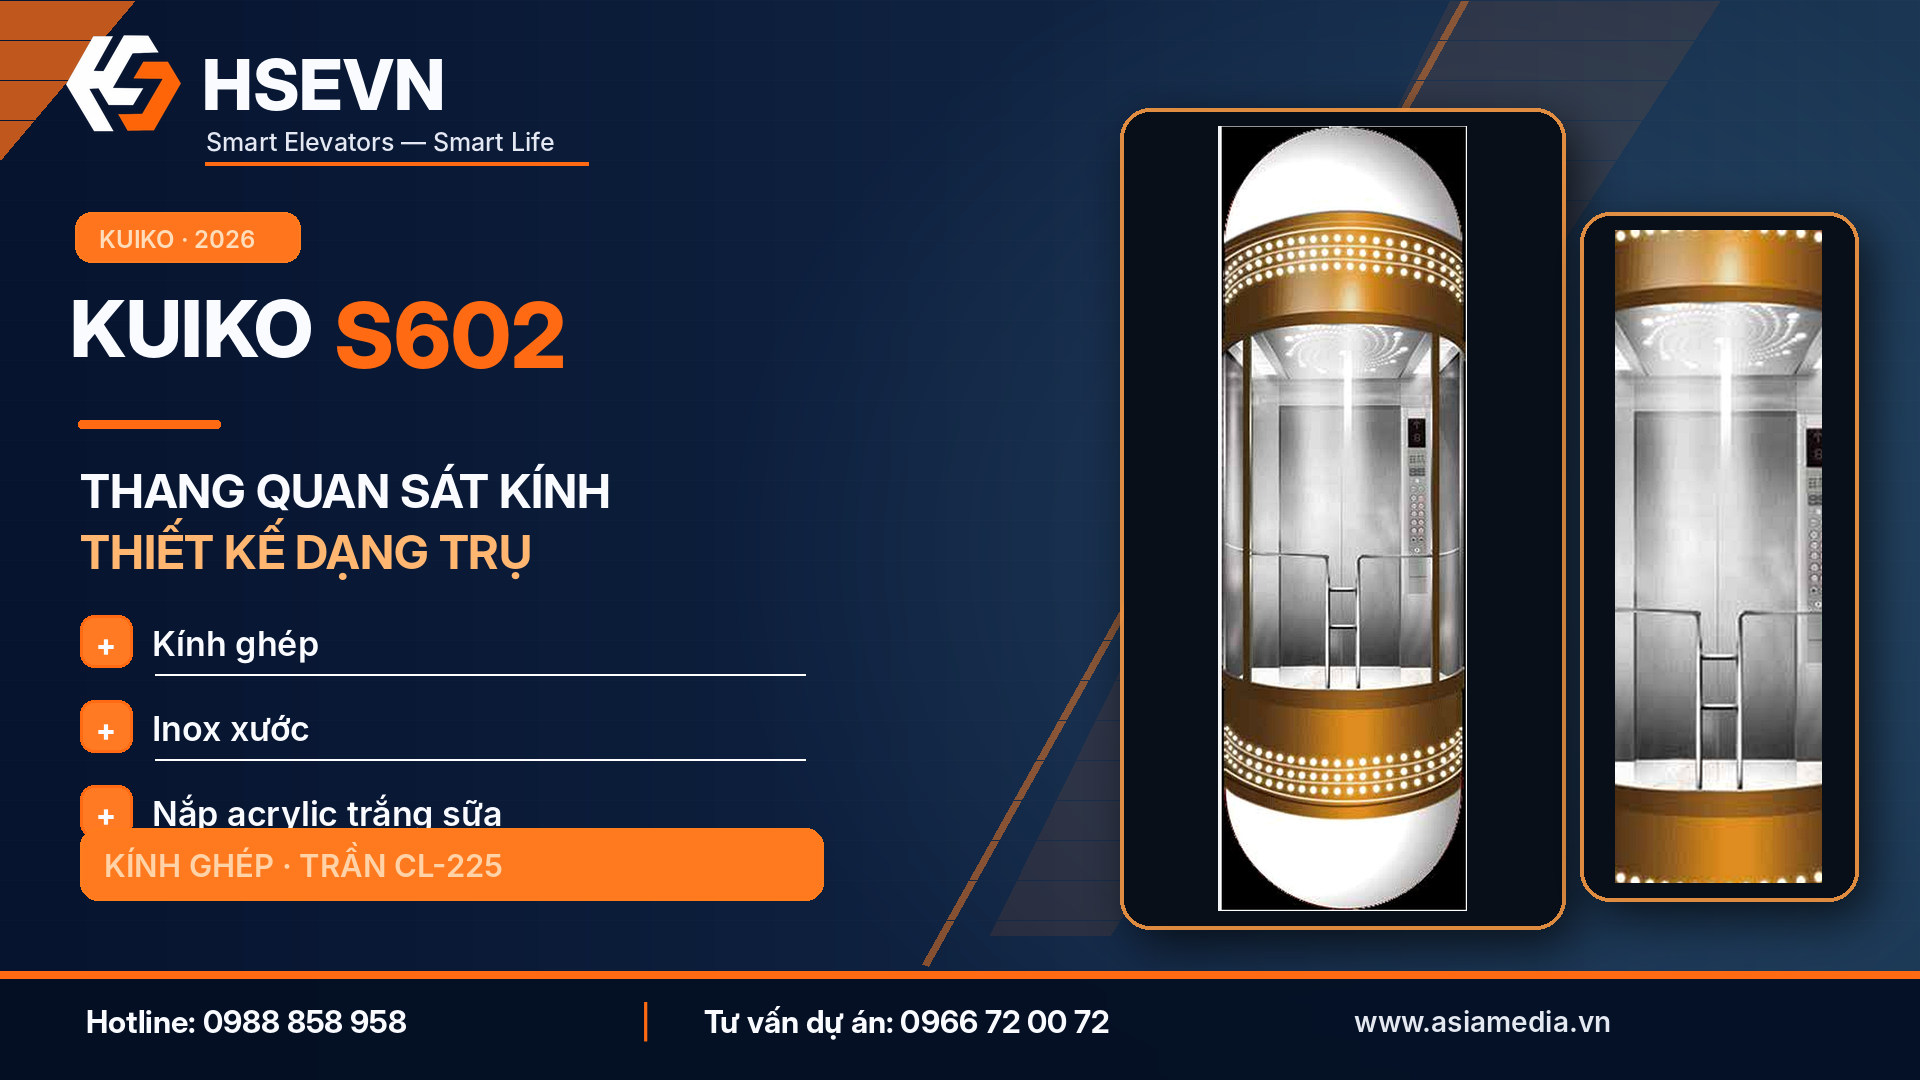 HSEVN
Smart Elevators — Smart Life
KUIKO · 2026
KUIKO S602
THANG QUAN SÁT KÍNH
THIẾT KẾ DẠNG TRỤ
+ Kính ghép
+ Inox xước
+ Nắp acrylic trắng sữa
KÍNH GHÉP · TRẦN CL-225
Hotline: 0988 858 958
Tư vấn dự án: 0966 72 00 72
www.asiamedia.vn